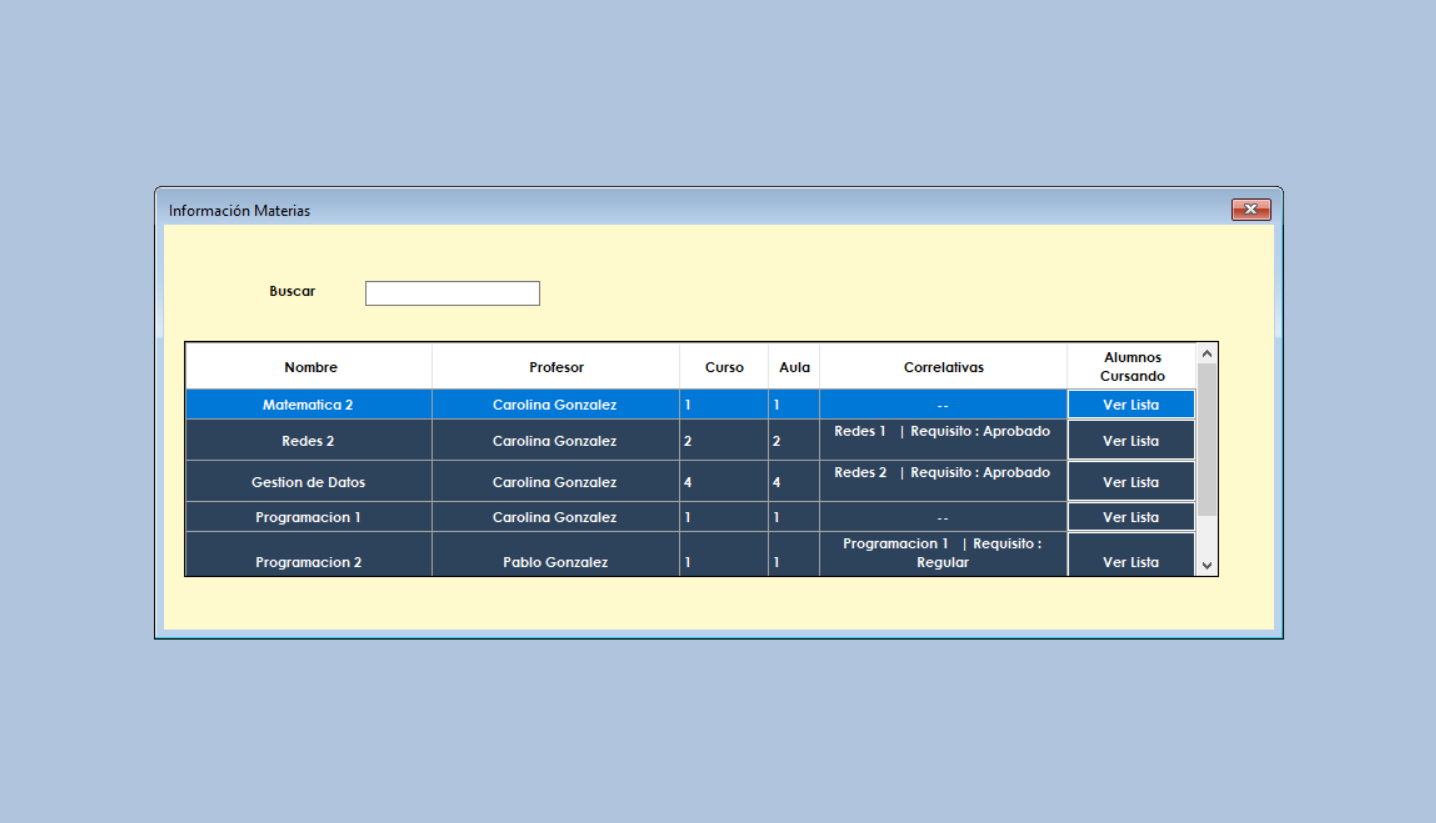 Información Materias
Buscar
Nombre Profesor Curso Aula Correlativas Alumnos Cursando
Matematica 2 Carolina Gonzalez 1 1 -- Ver Lista
Redes 2 Carolina Gonzalez 2 2 Redes 1 | Requisito : Aprobado Ver Lista
Gestion de Datos Carolina Gonzalez 4 4 Redes 2 | Requisito : Aprobado Ver Lista
Programacion 1 Carolina Gonzalez 1 1 -- Ver Lista
Programacion 2 Pablo Gonzalez 1 1 Programacion 1 | Requisito : Regular Ver Lista